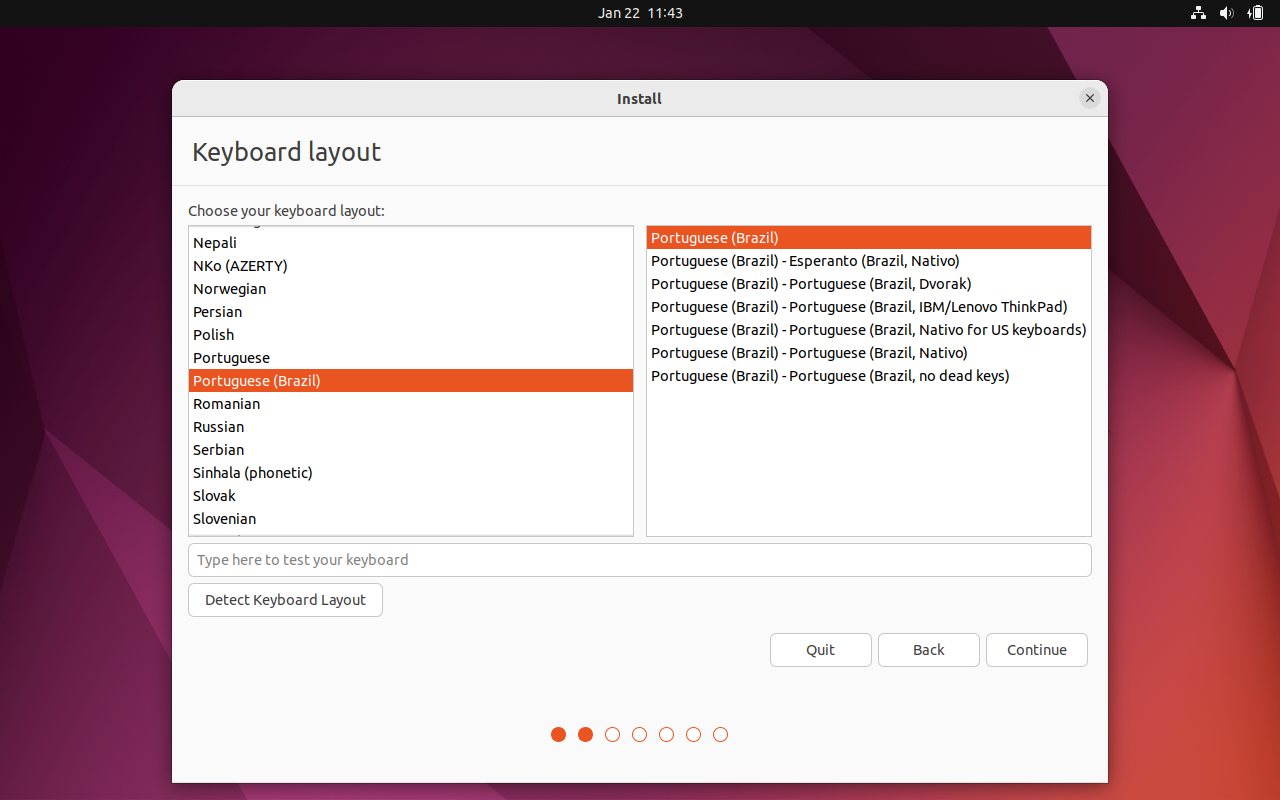 Jan 22 11:43
Install
Keyboard layout
Choose your keyboard layout:
Nepali
NKo (AZERTY)
Norwegian
Persian
Polish
Portuguese
Portuguese (Brazil)
Romanian
Russian
Serbian
Sinhala (phonetic)
Slovak
Slovenian
Portuguese (Brazil)
Portuguese (Brazil) - Esperanto (Brazil, Nativo)
Portuguese (Brazil) - Portuguese (Brazil, Dvorak)
Portuguese (Brazil) - Portuguese (Brazil, IBM/Lenovo ThinkPad)
Portuguese (Brazil) - Portuguese (Brazil, Nativo for US keyboards)
Portuguese (Brazil) - Portuguese (Brazil, Nativo)
Portuguese (Brazil) - Portuguese (Brazil, no dead keys)
Type here to test your keyboard
Detect Keyboard Layout
Quit
Back
Continue